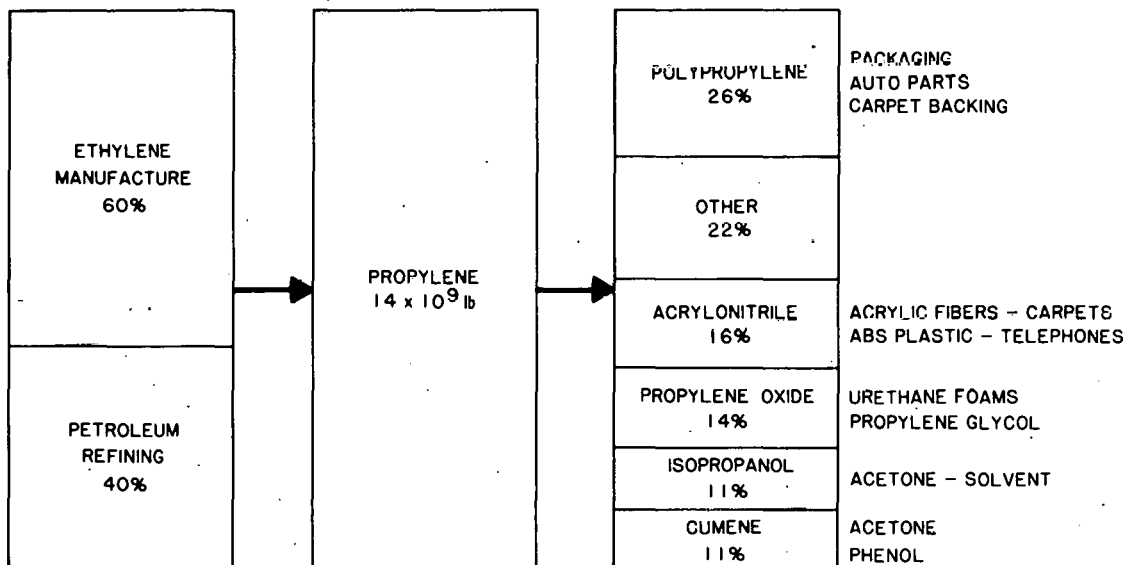 ETHYLENE
MANUFACTURE
60%
PETROLEUM
REFINING
40%
PROPYLENE
14 x 10⁹ lb
POLYPROPYLENE
26%
PACKAGING
AUTO PARTS
CARPET BACKING
OTHER
22%
ACRYLONITRILE
16%
ACRYLIC FIBERS – CARPETS
ABS PLASTIC – TELEPHONES
PROPYLENE OXIDE
14%
URETHANE FOAMS
PROPYLENE GLYCOL
ISOPROPANOL
11%
ACETONE – SOLVENT
CUMENE
11%
ACETONE
PHENOL